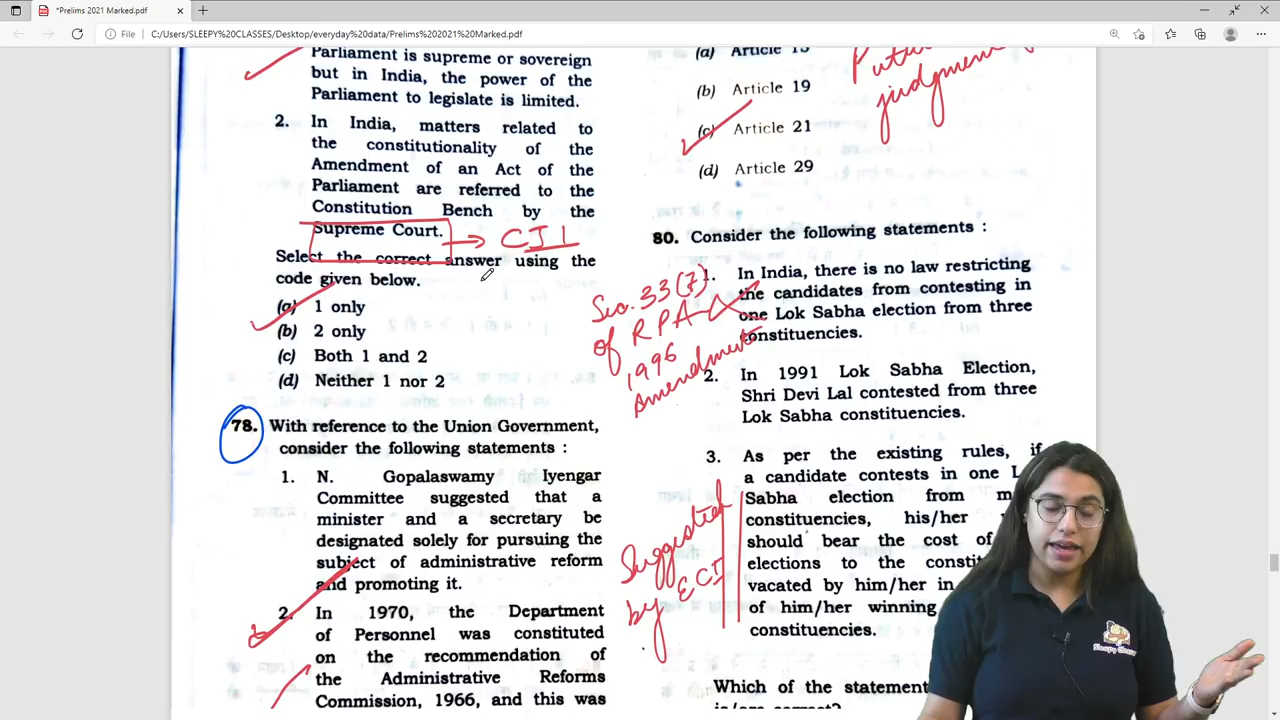 *Prelims 2021 Marked.pdf
File
C:/Users/SLEEPY%20CLASSES/Desktop/everyday%20data/Prelims%202021%20Marked.pdf
Parliament is supreme or sovereign
but in India, the power of the
Parliament to legislate is limited.
2. In India, matters related to
the constitutionality of the
Amendment of an Act of the
Parliament are referred to the
Constitution Bench by the
Supreme Court. → CJI
Select the correct answer using the
code given below.
(a) 1 only
(b) 2 only
(c) Both 1 and 2
(d) Neither 1 nor 2
78. With reference to the Union Government,
consider the following statements :
1. N. Gopalaswamy Iyengar
Committee suggested that a
minister and a secretary be
designated solely for pursuing the
subject of administrative reform
and promoting it.
2. In 1970, the Department
of Personnel was constituted
on the recommendation of
the Administrative Reforms
Commission, 1966, and this was
(a) Article 15
judgment
(b) Article 19
(c) Article 21
(d) Article 29
80. Consider the following statements :
1. In India, there is no law restricting
the candidates from contesting in
one Lok Sabha election from three
constituencies.
Sec. 33(7)
of RPA
1996
Amendment
2. In 1991 Lok Sabha Election,
Shri Devi Lal contested from three
Lok Sabha constituencies.
3. As per the existing rules, if
a candidate contests in one
Sabha election from
constituencies, his/her
should bear the cost of
elections to the
vacated by him/her in
of him/her winning
constituencies.
Suggested
by ECI
Which of the
Sleepy Classes